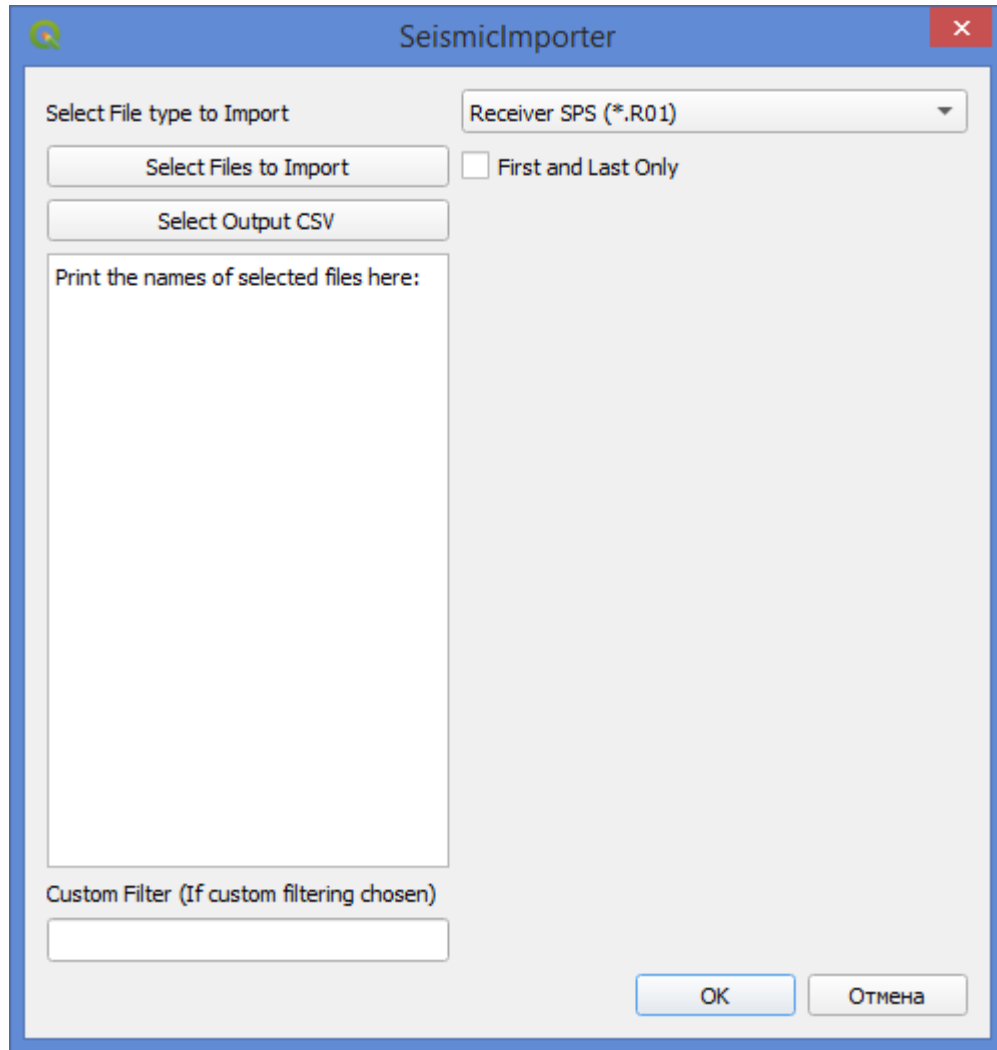 SeismicImporter
Select File type to Import
Receiver SPS (*.R01)
Select Files to Import
First and Last Only
Select Output CSV
Print the names of selected files here:
Custom Filter (If custom filtering chosen)
OK
Отмена